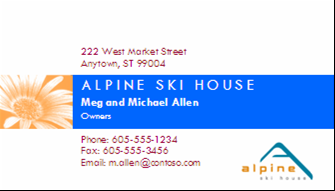 222 West Market Street
Anytown, ST 99004
ALPINE SKI HOUSE
Meg and Michael Allen
Owners
Phone: 605-555-1234
Fax: 605-555-3456
Email: m.allen@contoso.com
alpine
ski house